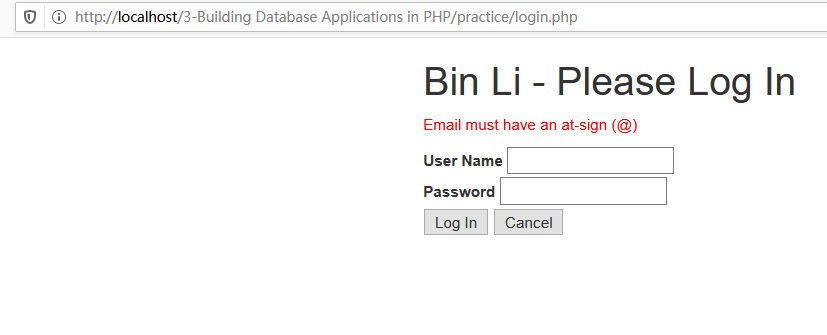 http://localhost/3-Building Database Applications in PHP/practice/login.php
Bin Li - Please Log In
Email must have an at-sign (@)
User Name
Password
Log In Cancel